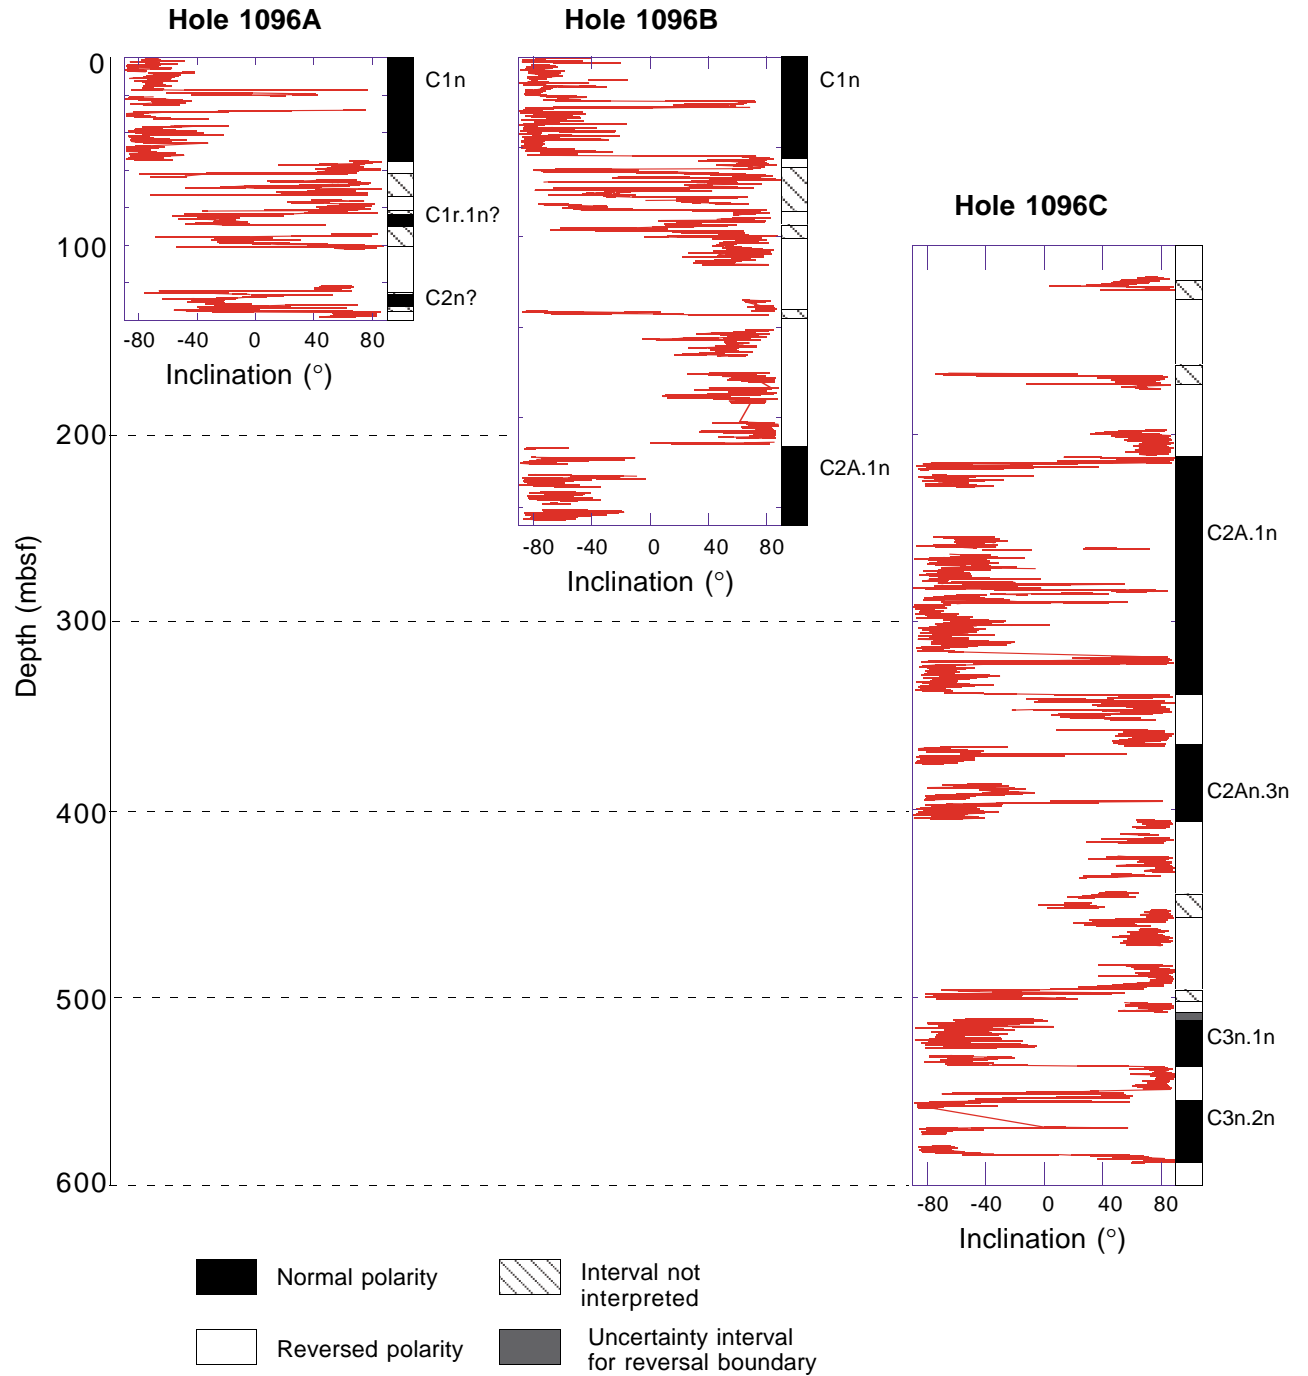 Hole 1096A
Hole 1096B
Hole 1096C
Depth (mbsf)
0
100
200
300
400
500
600
C1n
C1r.1n?
C2n?
-80 -40 0 40 80
Inclination (°)
C1n
C2A.1n
-80 -40 0 40 80
Inclination (°)
C2A.1n
C2An.3n
C3n.1n
C3n.2n
-80 -40 0 40 80
Inclination (°)
Normal polarity
Reversed polarity
Interval not
interpreted
Uncertainty interval
for reversal boundary